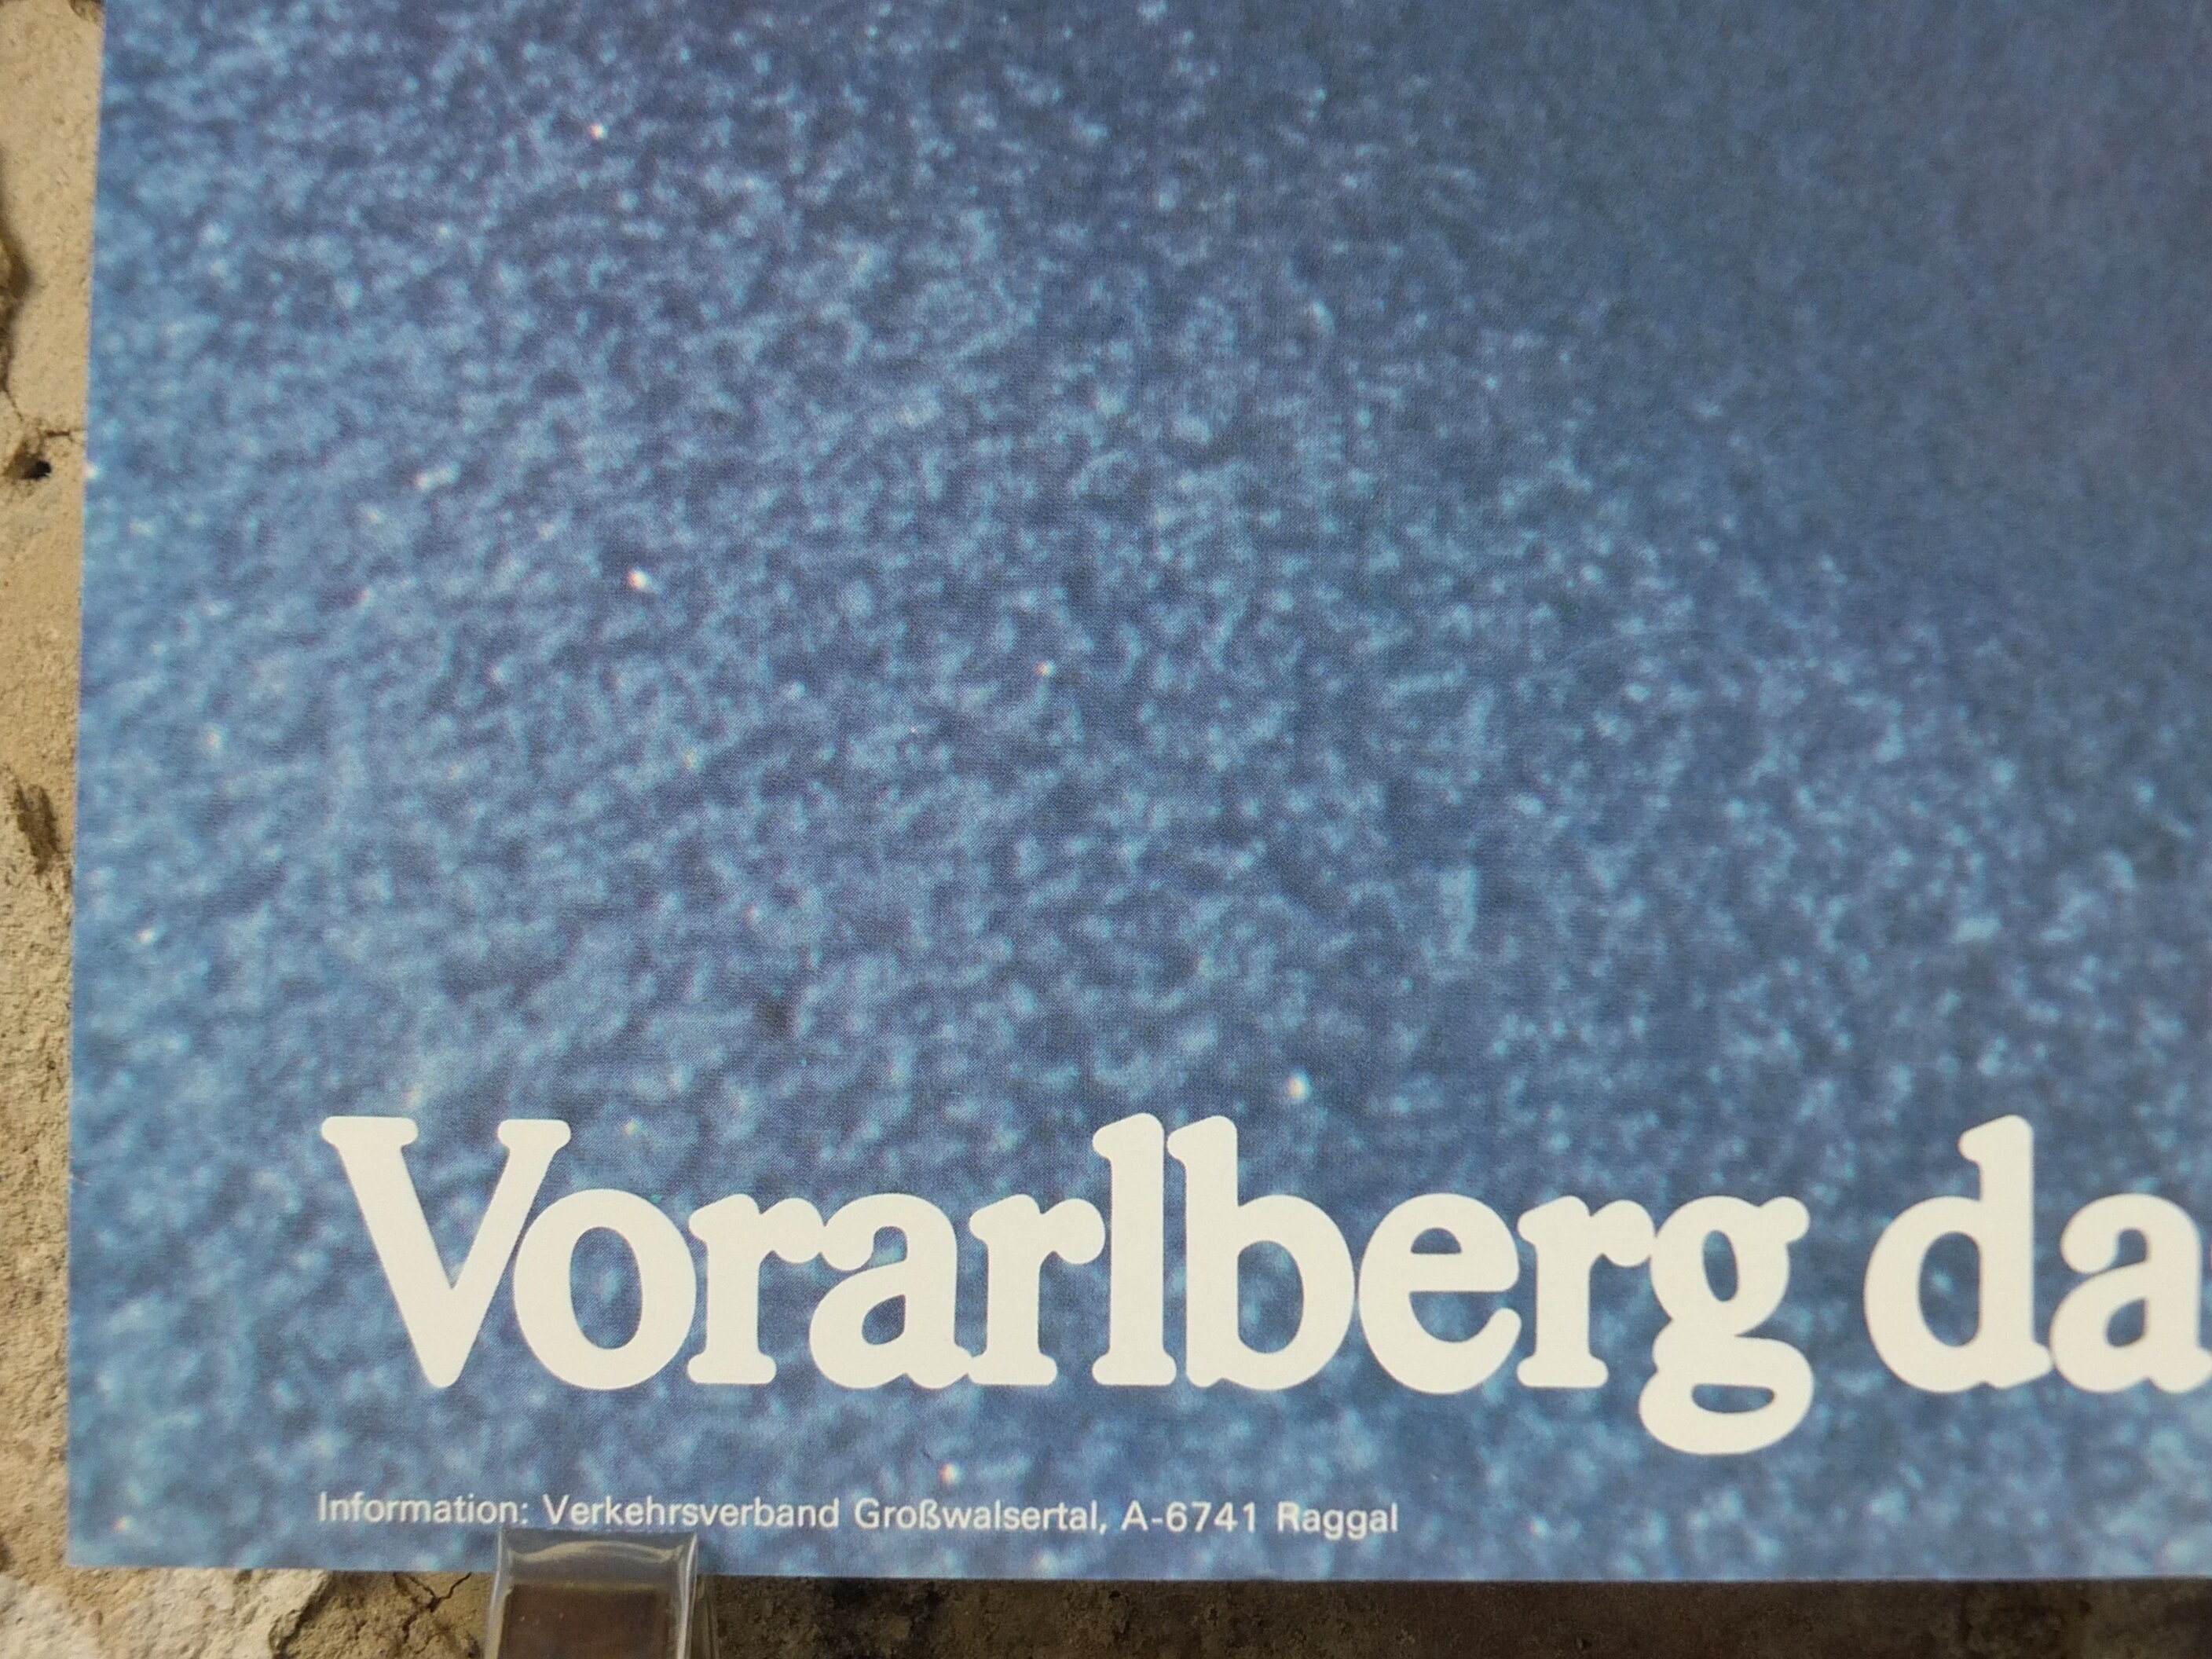 Vorarlberg da
Information: Verkehrsverband Großwalsertal, A-6741 Raggal